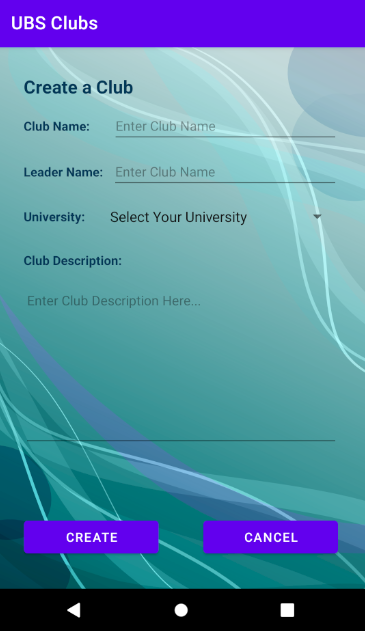 UBS Clubs
Create a Club
Club Name: Enter Club Name
Leader Name: Enter Club Name
University: Select Your University
Club Description:
Enter Club Description Here...
CREATE CANCEL